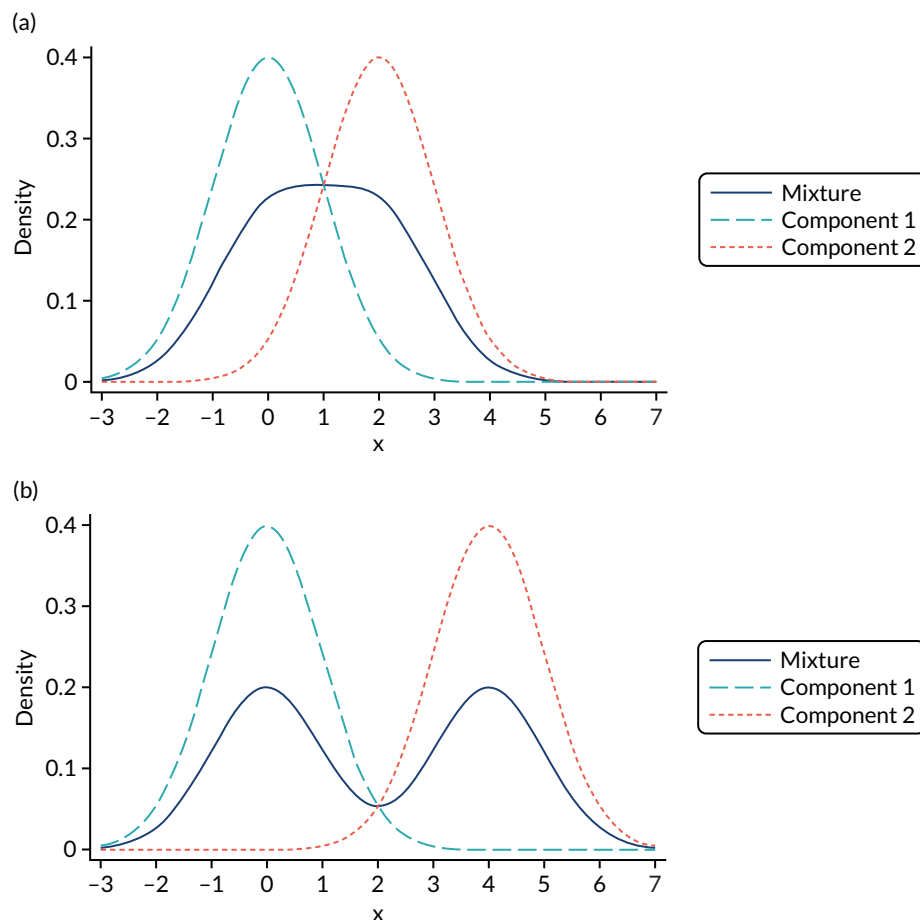 (a)
0.4
0.3
0.2
0.1
0
Density
–3 –2 –1 0 1 2 3 4 5 6 7
x
Mixture
Component 1
Component 2
(b)
0.4
0.3
0.2
0.1
0
Density
–3 –2 –1 0 1 2 3 4 5 6 7
x
Mixture
Component 1
Component 2